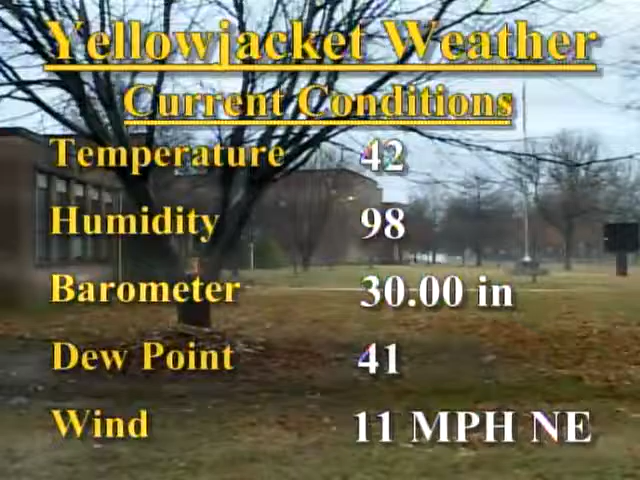 Yellowjacket Weather
Current Conditions
Temperature 42
Humidity 98
Barometer 30.00 in
Dew Point 41
Wind 11 MPH NE